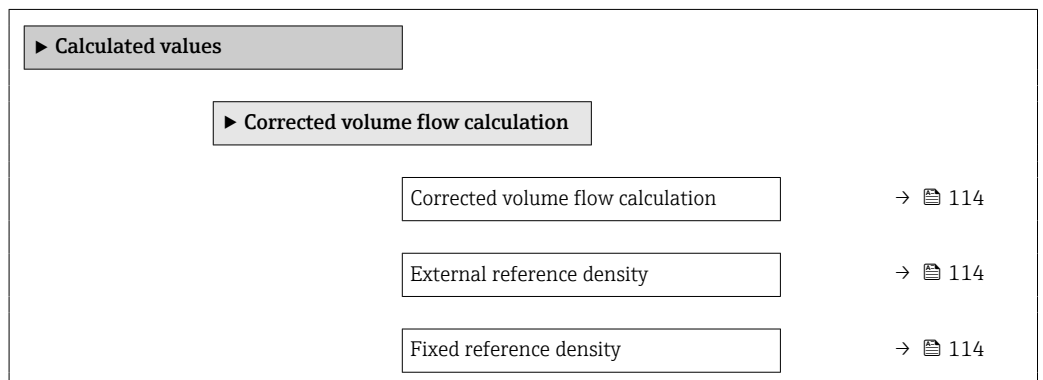 ▶ Calculated values
▶ Corrected volume flow calculation
Corrected volume flow calculation → 114
External reference density → 114
Fixed reference density → 114